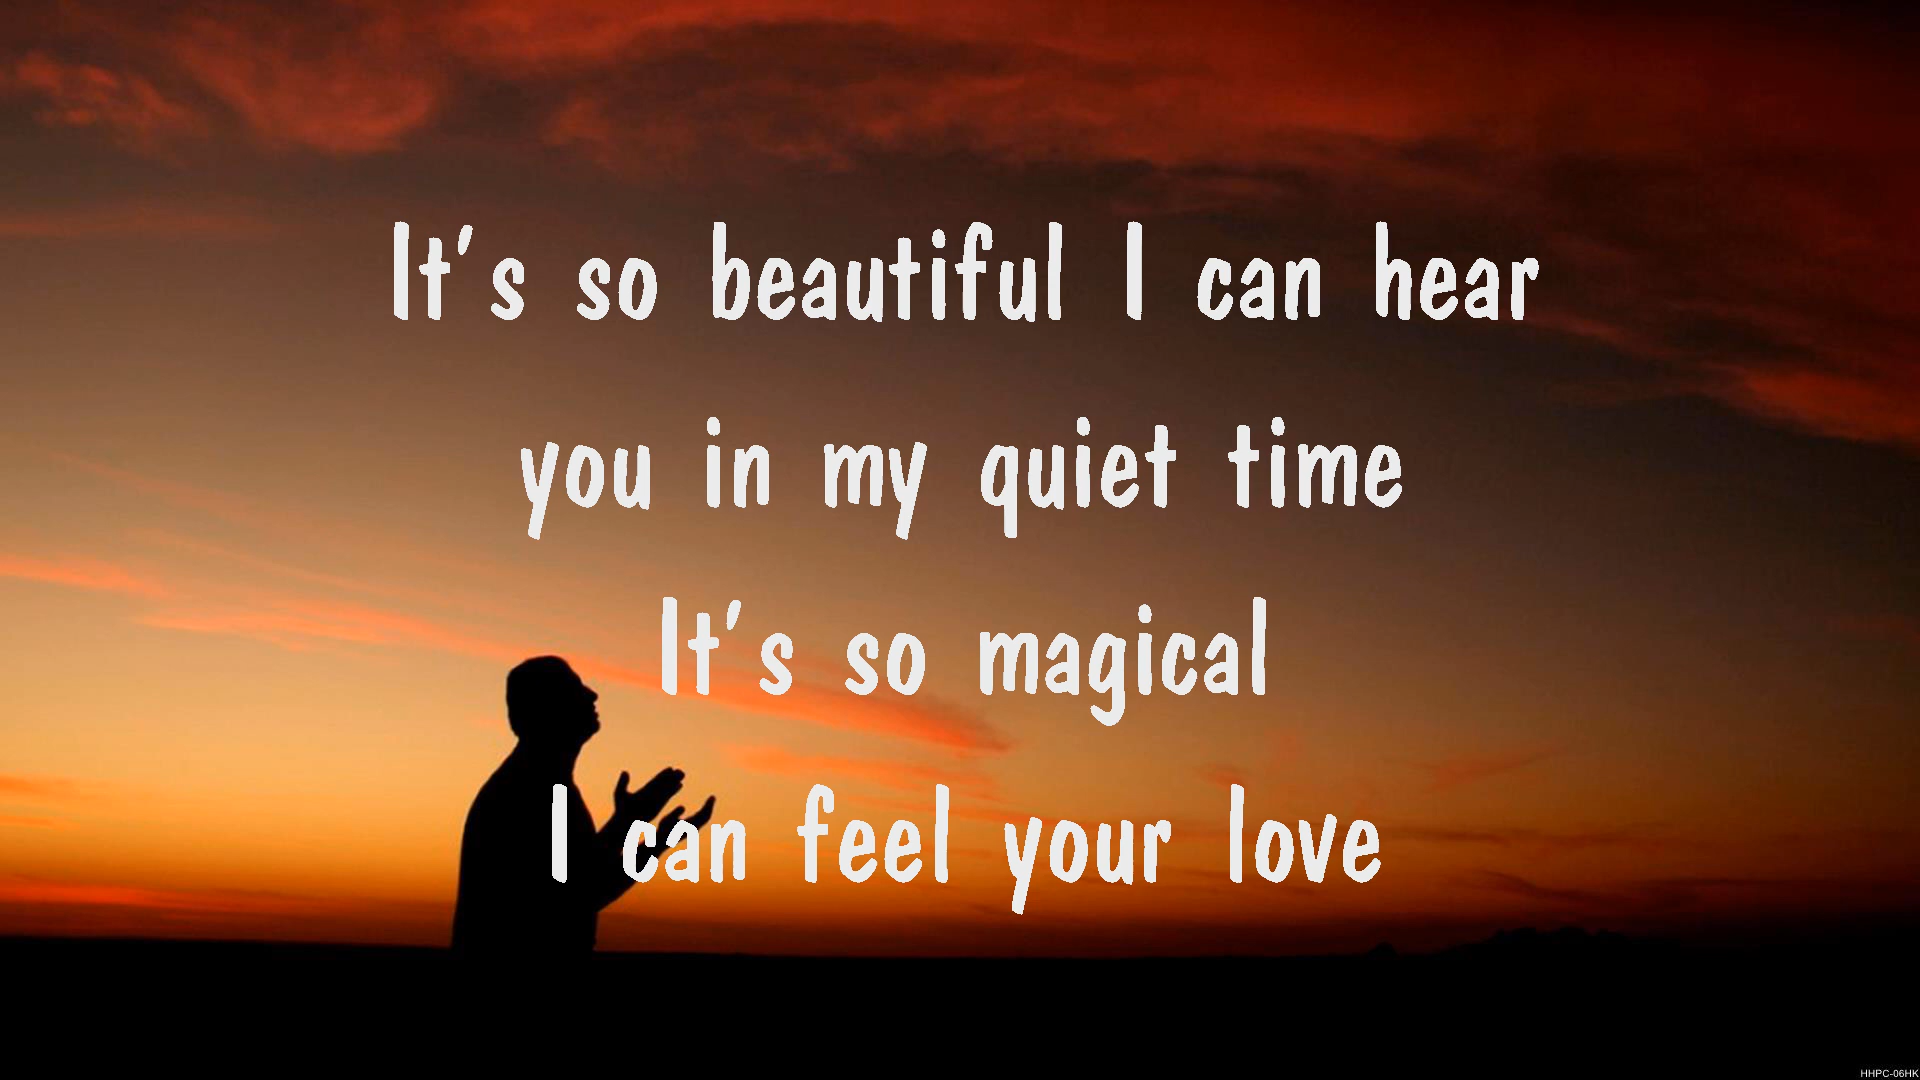 It's so beautiful I can hear
you in my quiet time
It's so magical
I can feel your love
HHPC-06HK